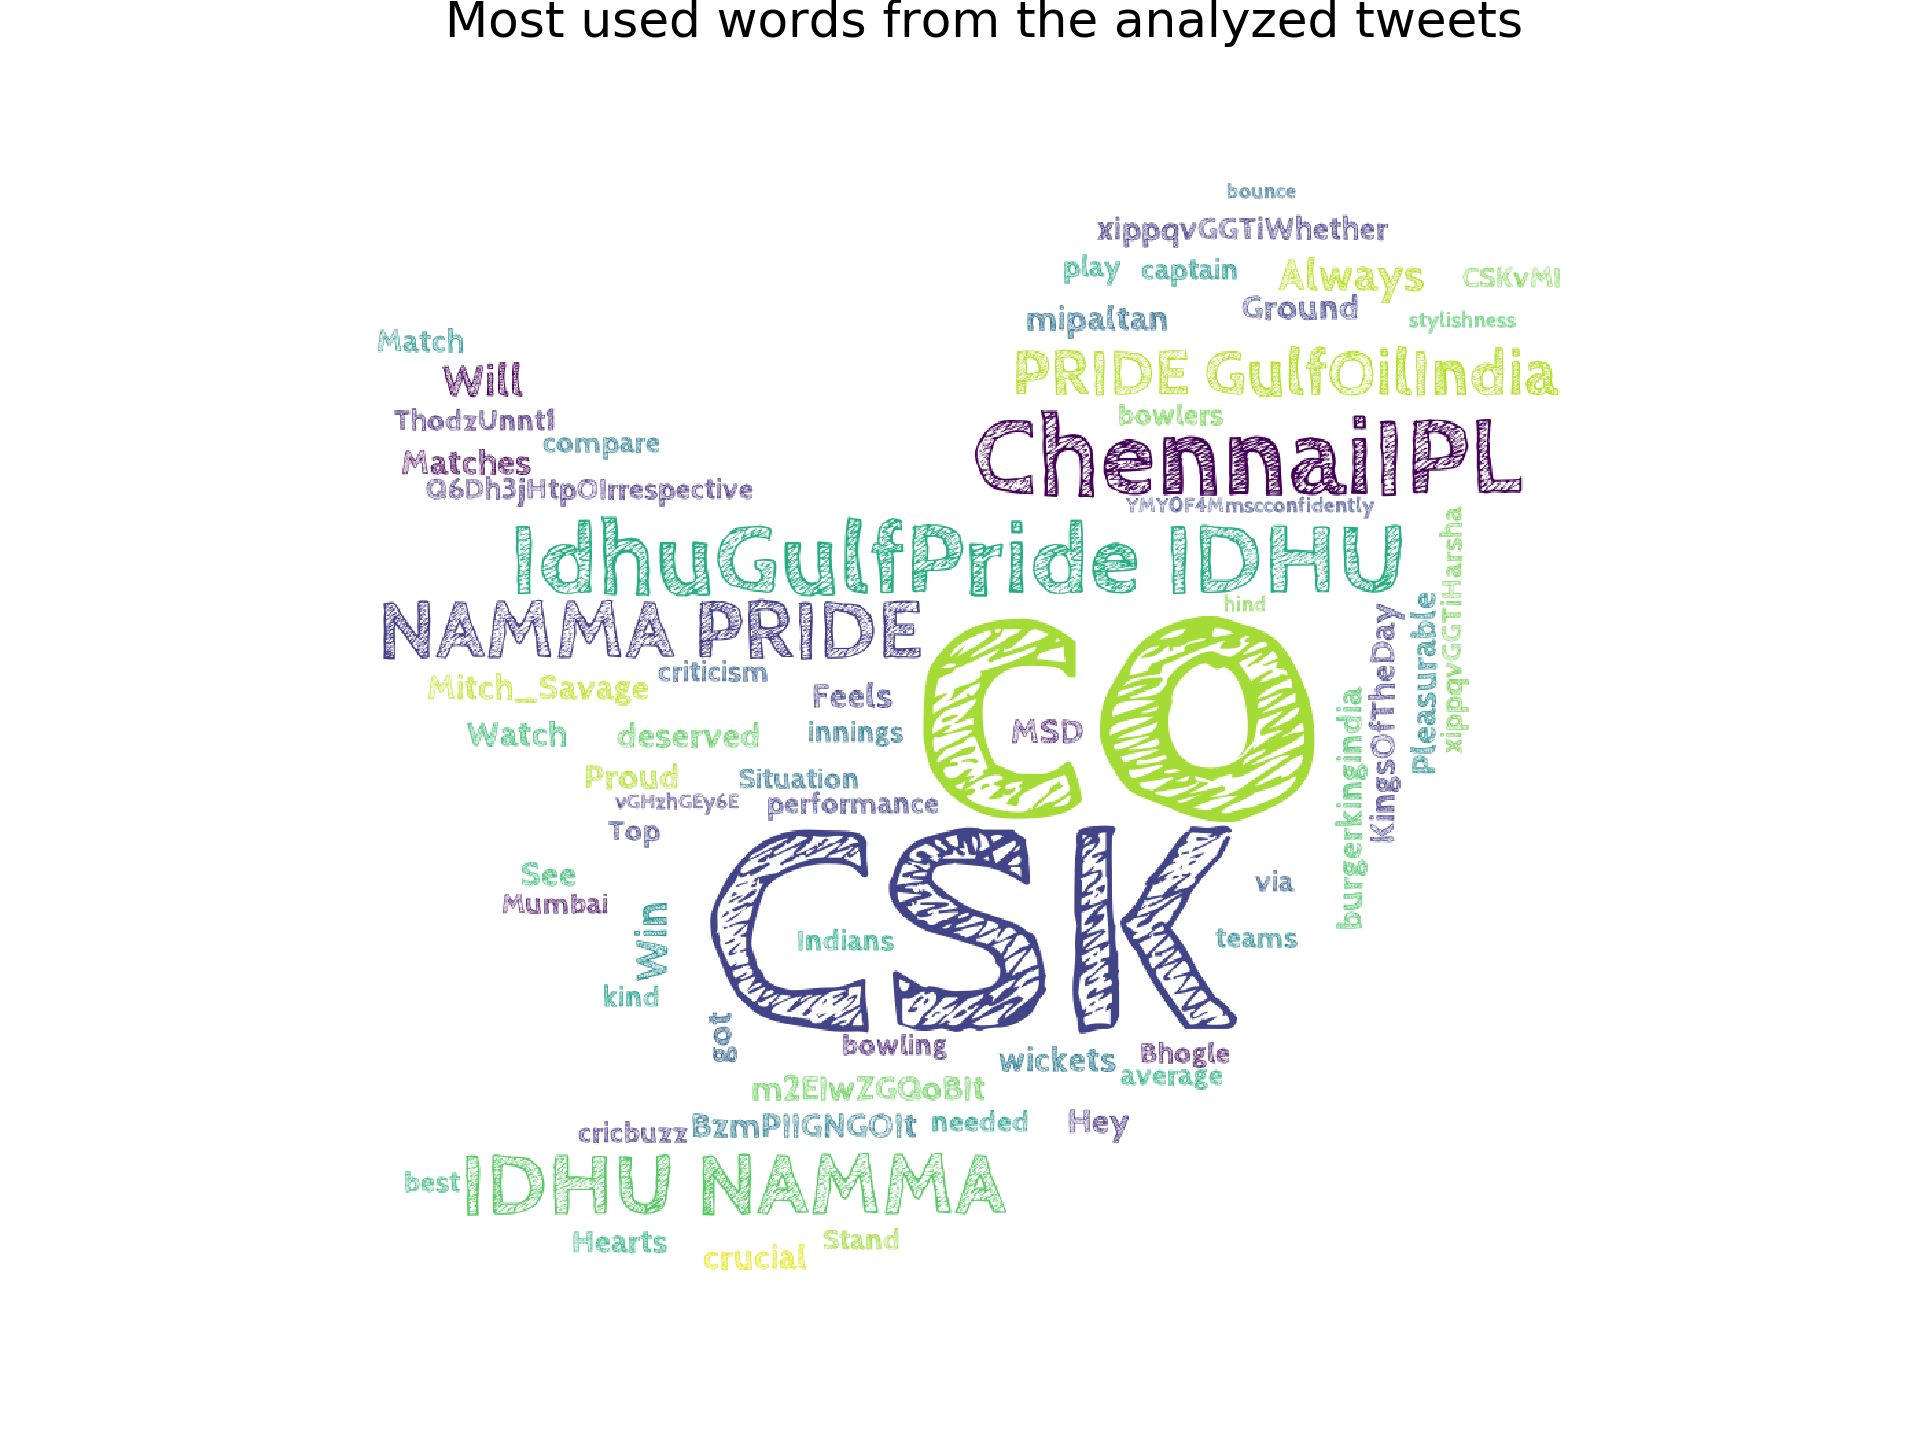 Most used words from the analyzed tweets
bounce
xippqvGGTiWhether
play captain Always CSKvMI
mipaltan Ground stylishness
Match
Will PRIDE GulfOilIndia
ThodzUnnt1 bowlers
compare ChennaiIPL
Matches
Q6Dh3jHtpOIrrespective YMY0F4Mmscconfidently
IdhuGulfPride IDHU
xippqvGGTiHarsha
NAMMA PRIDE hind
CO
criticism Pleasurable
Mitch_Savage Feels KingsOfTheDay
Watch deserved innings MSD
Proud Situation
vGHzhGEy6E performance
Top burgerkingindia
CSK
See via
Mumbai
Win Indians teams
kind
got bowling wickets Bhogle
average
m2EIwZGQoBIt
cricbuzz BzmPIIGNGOIt needed Hey
best IDHU NAMMA
Hearts Stand
crucial